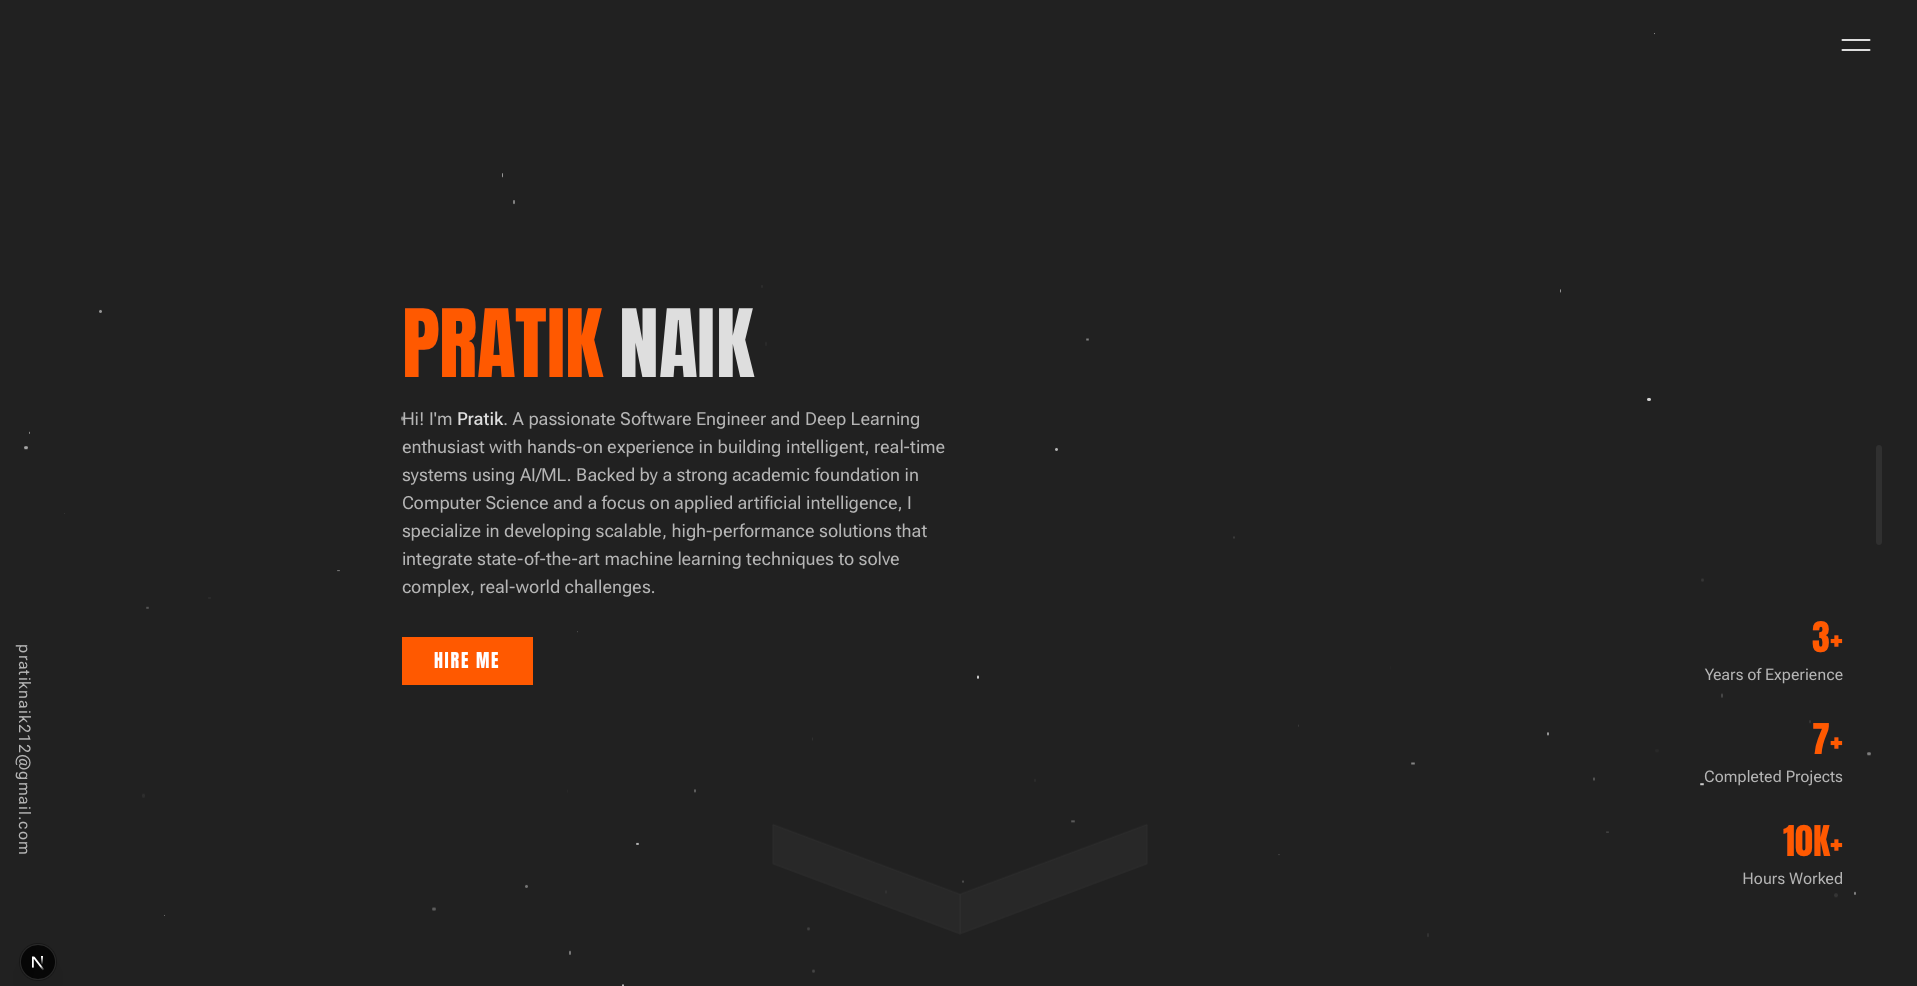 PRATIK NAIK
Hi! I'm Pratik. A passionate Software Engineer and Deep Learning
enthusiast with hands-on experience in building intelligent, real-time
systems using AI/ML. Backed by a strong academic foundation in
Computer Science and a focus on applied artificial intelligence, I
specialize in developing scalable, high-performance solutions that
integrate state-of-the-art machine learning techniques to solve
complex, real-world challenges.
HIRE ME
3+
Years of Experience
7+
Completed Projects
10K+
Hours Worked
pratiknaik212@gmail.com
N